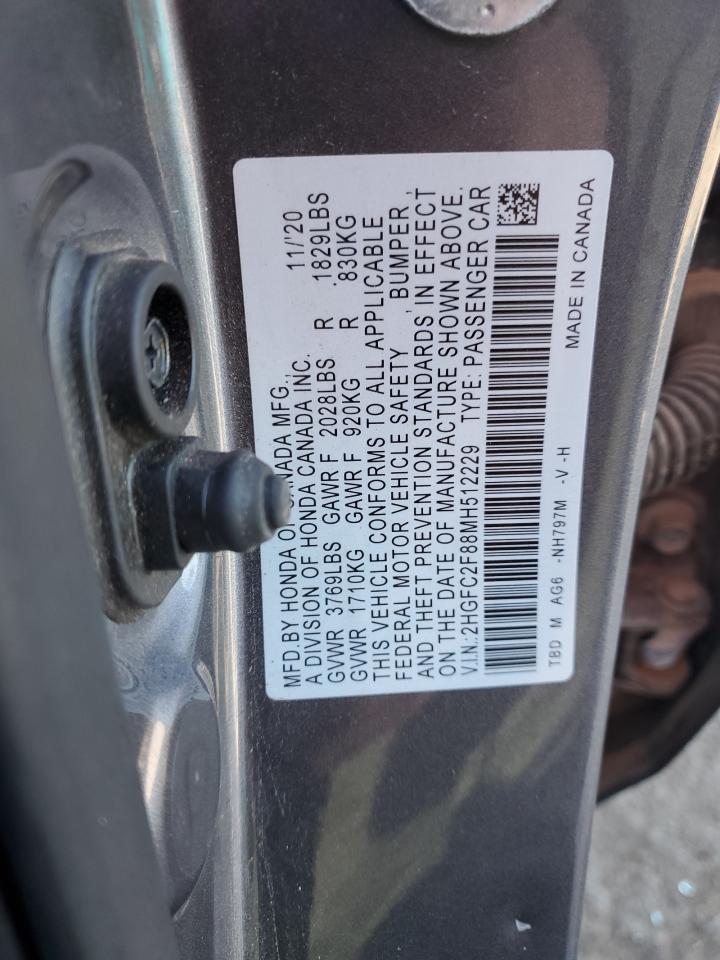 MFD.BY HONDA OF CANADA MFG., 11/'20
A DIVISION OF HONDA CANADA INC.
GVWR 3769LBS GAWR F 2028LBS R 1829LBS
GVWR 1710KG GAWR F 920KG R 830KG
THIS VEHICLE CONFORMS TO ALL APPLICABLE
FEDERAL MOTOR VEHICLE SAFETY , BUMPER ,
AND THEFT PREVENTION STANDARDS IN EFFECT
ON THE DATE OF MANUFACTURE SHOWN ABOVE.
V.I.N.:2HGFC2F88MH512229 TYPE: PASSENGER CAR
TBD M AG6 -NH797M -V -H MADE IN CANADA